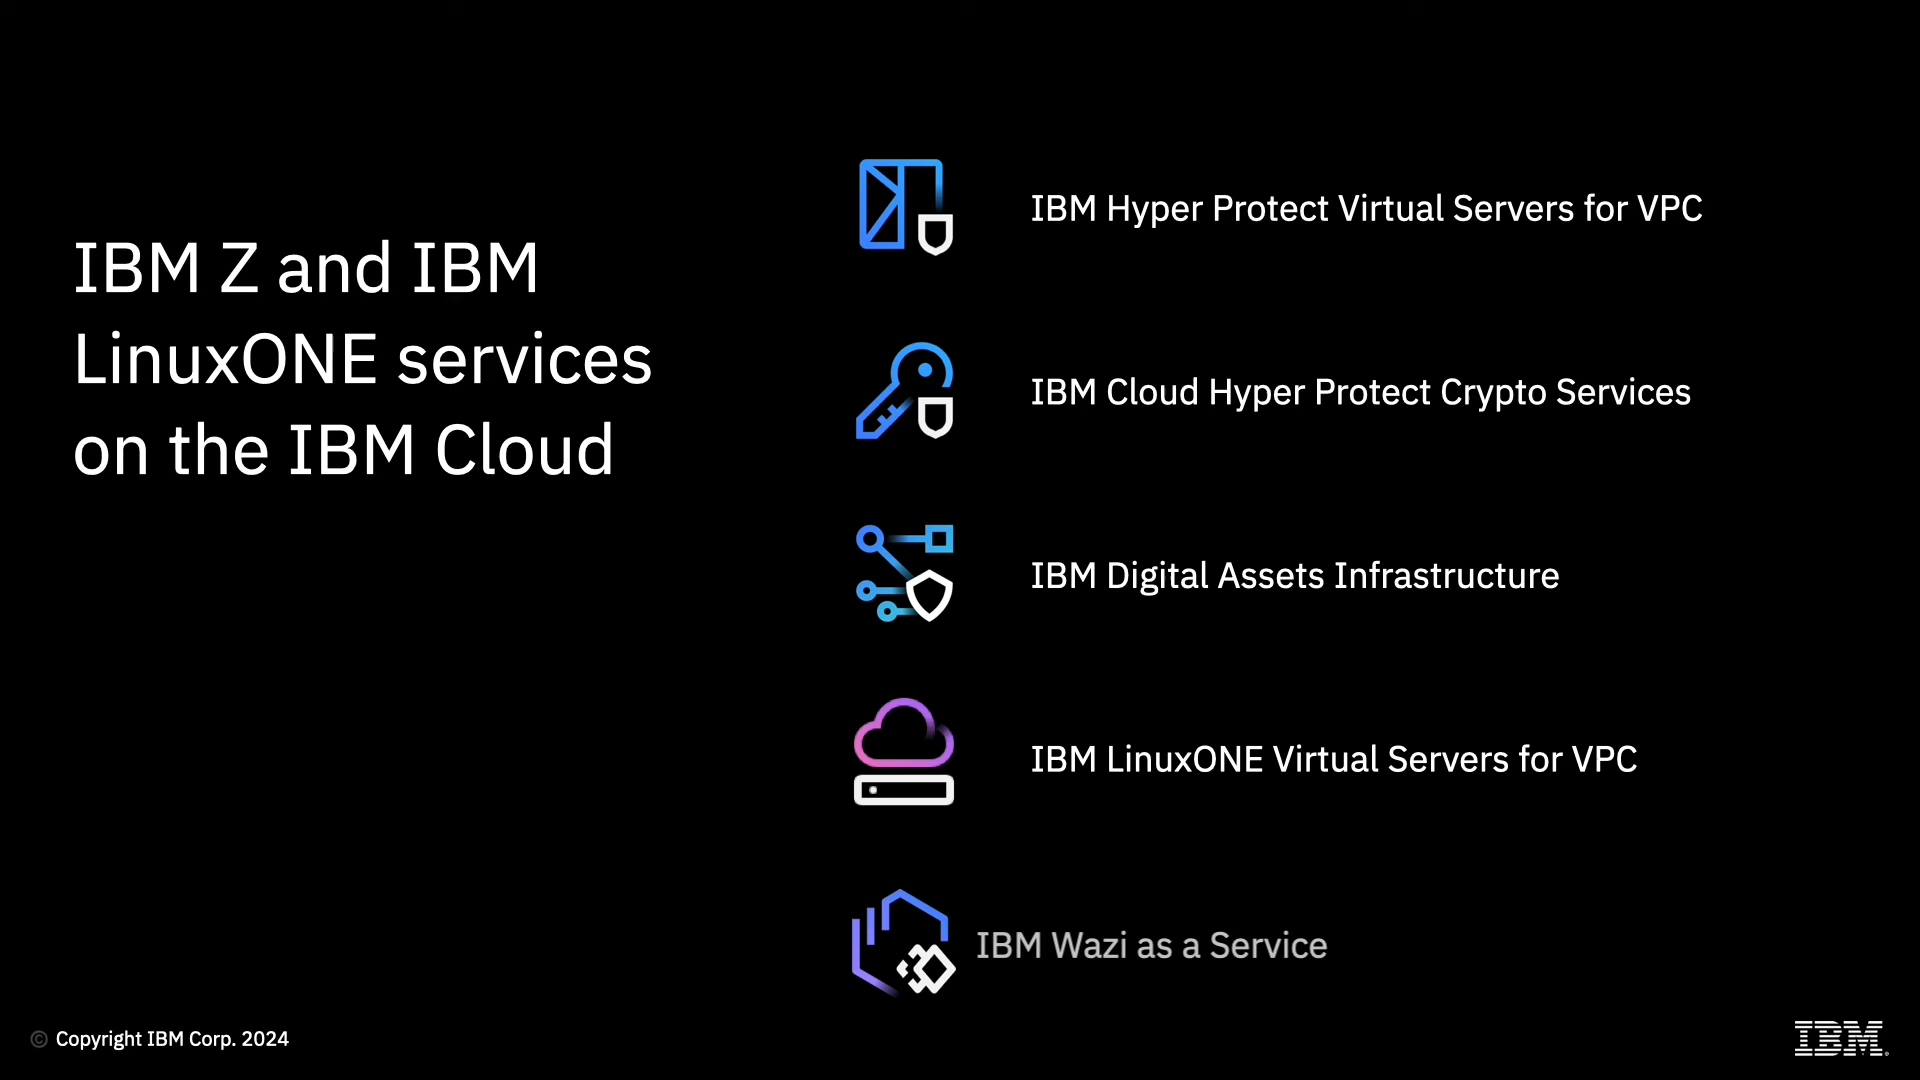 IBM Z and IBM
LinuxONE services
on the IBM Cloud
IBM Hyper Protect Virtual Servers for VPC
IBM Cloud Hyper Protect Crypto Services
IBM Digital Assets Infrastructure
IBM LinuxONE Virtual Servers for VPC
IBM Wazi as a Service
© Copyright IBM Corp. 2024
IBM®